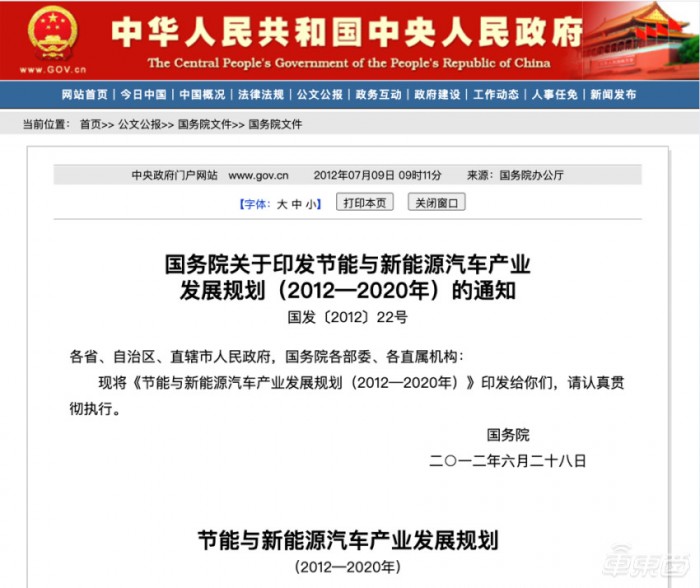 中华人民共和国中央人民政府
www.GOV.cn
The Central People's Government of the People's Republic of China
网站首页 | 今日中国 | 中国概况 | 法律法规 | 公文公报 | 政务互动 | 政府建设 | 工作动态 | 人事任免 | 新闻发布
当前位置： 首页>> 公文公报>> 国务院文件>> 国务院文件
中央政府门户网站 www.gov.cn 2012年07月09日 09时11分 来源：国务院办公厅
【字体：大 中 小】 打印本页 关闭窗口
国务院关于印发节能与新能源汽车产业
发展规划（2012—2020年）的通知
国发〔2012〕22号
各省、自治区、直辖市人民政府，国务院各部委、各直属机构：
现将《节能与新能源汽车产业发展规划（2012—2020年）》印发给你们，请认真贯
彻执行。
国务院
二〇一二年六月二十八日
节能与新能源汽车产业发展规划
（2012—2020年）
车东西